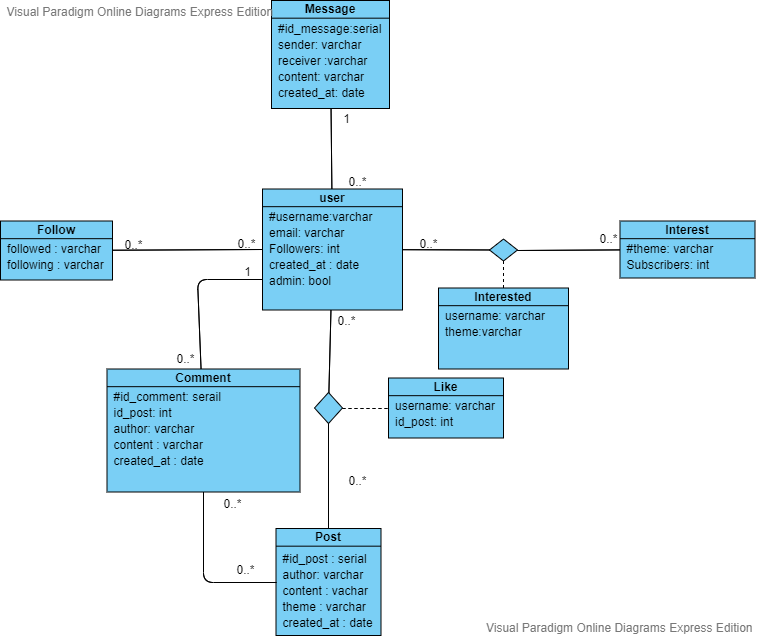 Visual Paradigm Online Diagrams Express Edition
Message
#id_message:serial
sender: varchar
receiver :varchar
content: varchar
created_at: date
1
0..*
user
#username:varchar
email: varchar
Followers: int
created_at : date
admin: bool
Follow
followed : varchar
following : varchar
0..*
0..*
0..*
0..*
Interest
#theme: varchar
Subscribers: int
Interested
username: varchar
theme:varchar
1
0..*
0..*
Comment
#id_comment: serail
id_post: int
author: varchar
content : varchar
created_at : date
Like
username: varchar
id_post: int
0..*
0..*
0..*
Post
#id_post : serial
author: varchar
content : vachar
theme : varchar
created_at : date
Visual Paradigm Online Diagrams Express Edition